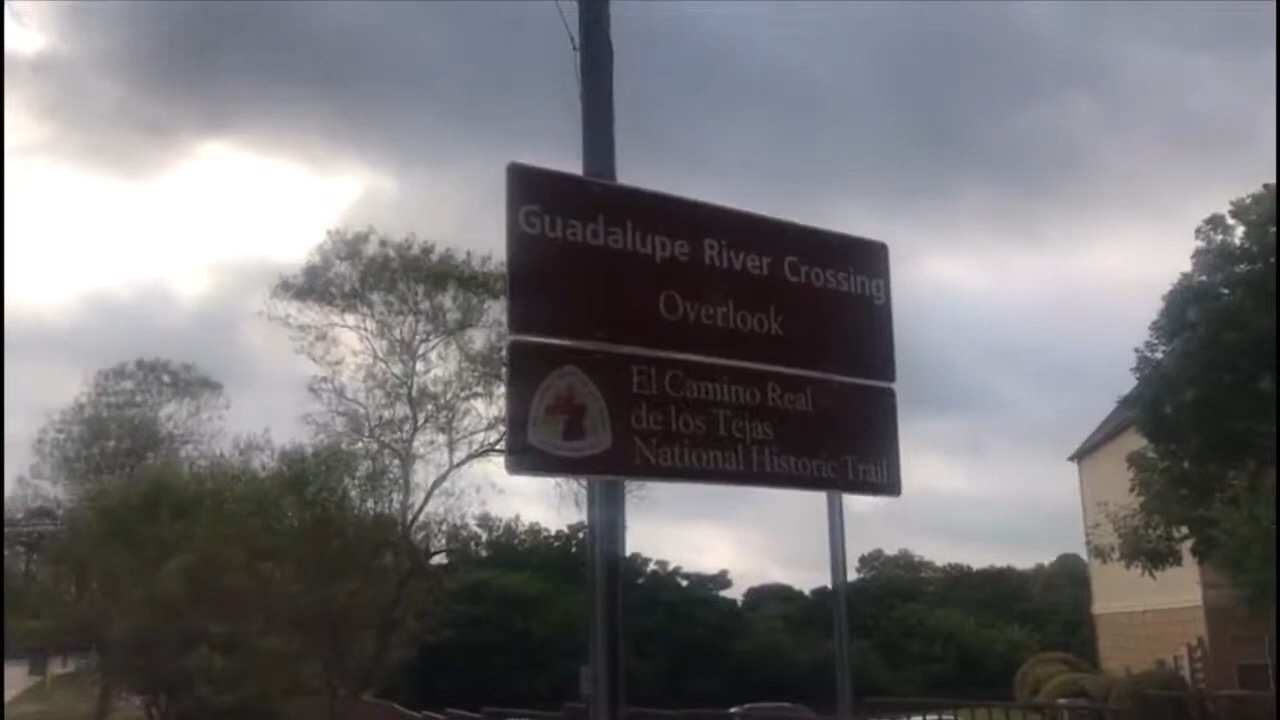 Guadalupe River Crossing
Overlook
El Camino Real
de los Tejas
National Historic Trail